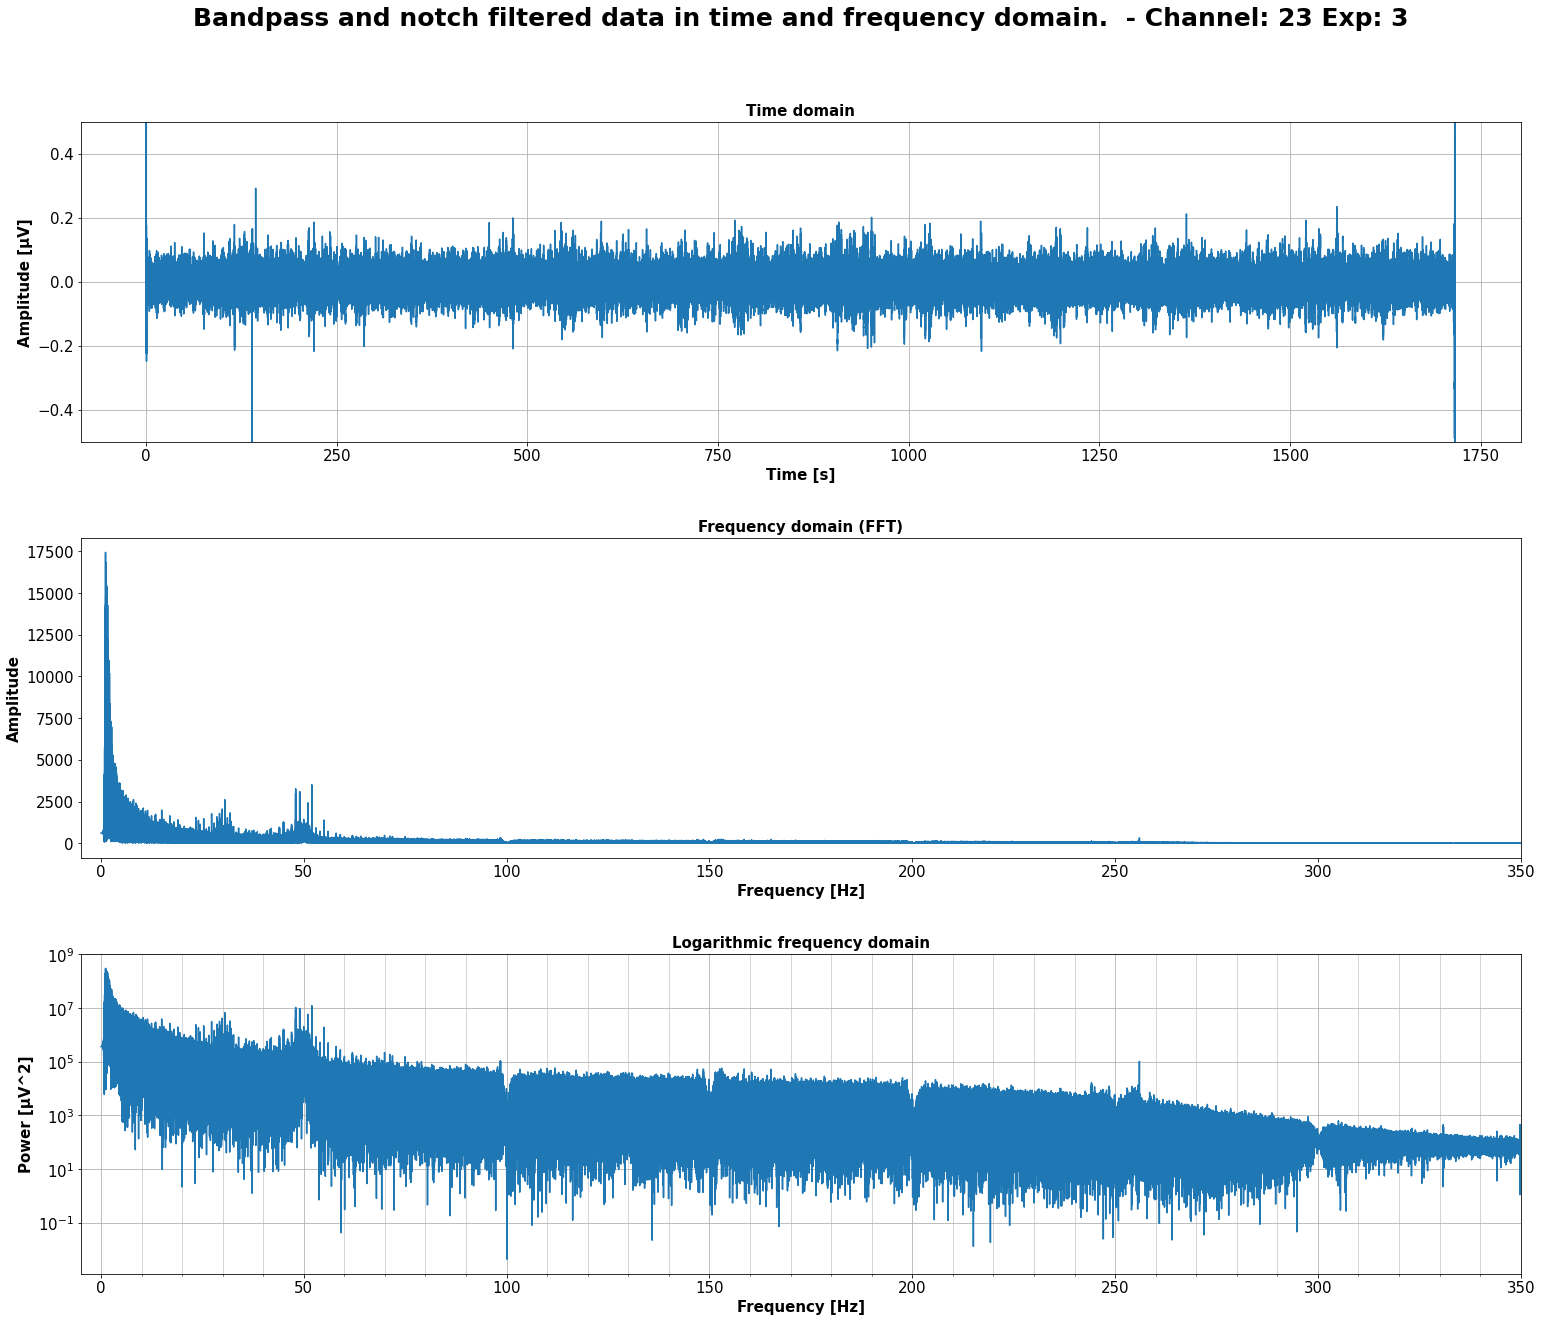 Bandpass and notch filtered data in time and frequency domain.  - Channel: 23 Exp: 3
Time domain
Amplitude [µV]
0.4
0.2
0.0
−0.2
−0.4
0 250 500 750 1000 1250 1500 1750
Time [s]
Frequency domain (FFT)
Amplitude
17500
15000
12500
10000
7500
5000
2500
0
0 50 100 150 200 250 300 350
Frequency [Hz]
Logarithmic frequency domain
Power [µV^2]
10^9
10^7
10^5
10^3
10^1
10^−1
0 50 100 150 200 250 300 350
Frequency [Hz]